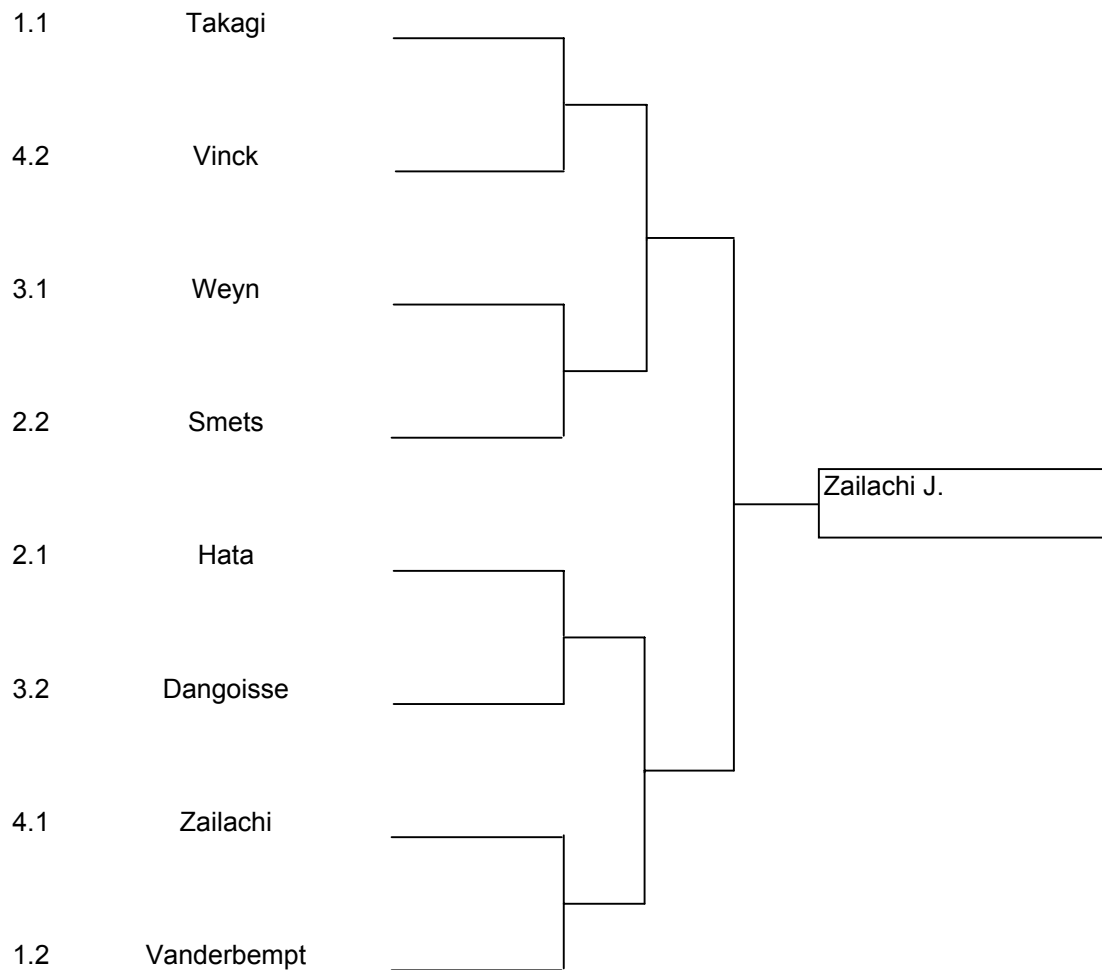 1.1 Takagi
4.2 Vinck
3.1 Weyn
2.2 Smets
Zailachi J.
2.1 Hata
3.2 Dangoisse
4.1 Zailachi
1.2 Vanderbempt